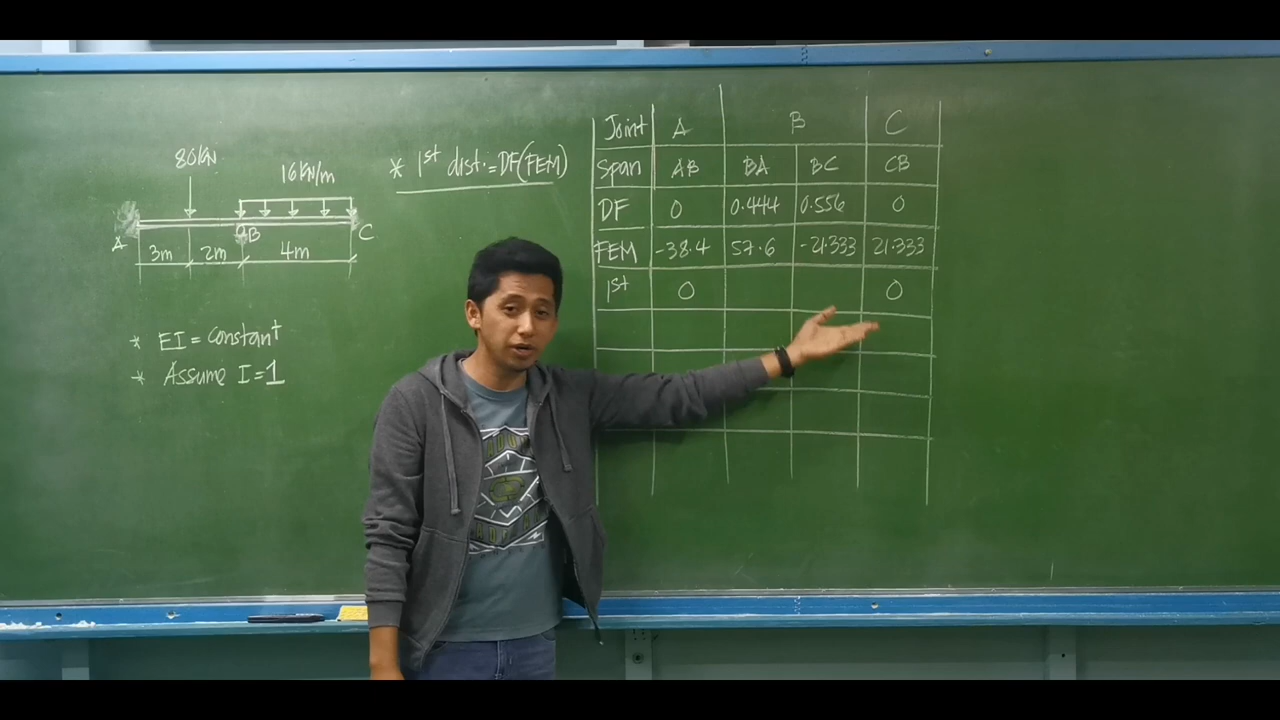 80KN
16KN/m
A
B
C
3m 2m 4m
* EI = constant
* Assume I=1
* 1st dist.=DF(FEM)
Joint A B C
Span AB BA BC CB
DF 0 0.444 0.556 0
FEM -38.4 57.6 -21.333 21.333
1st 0 0